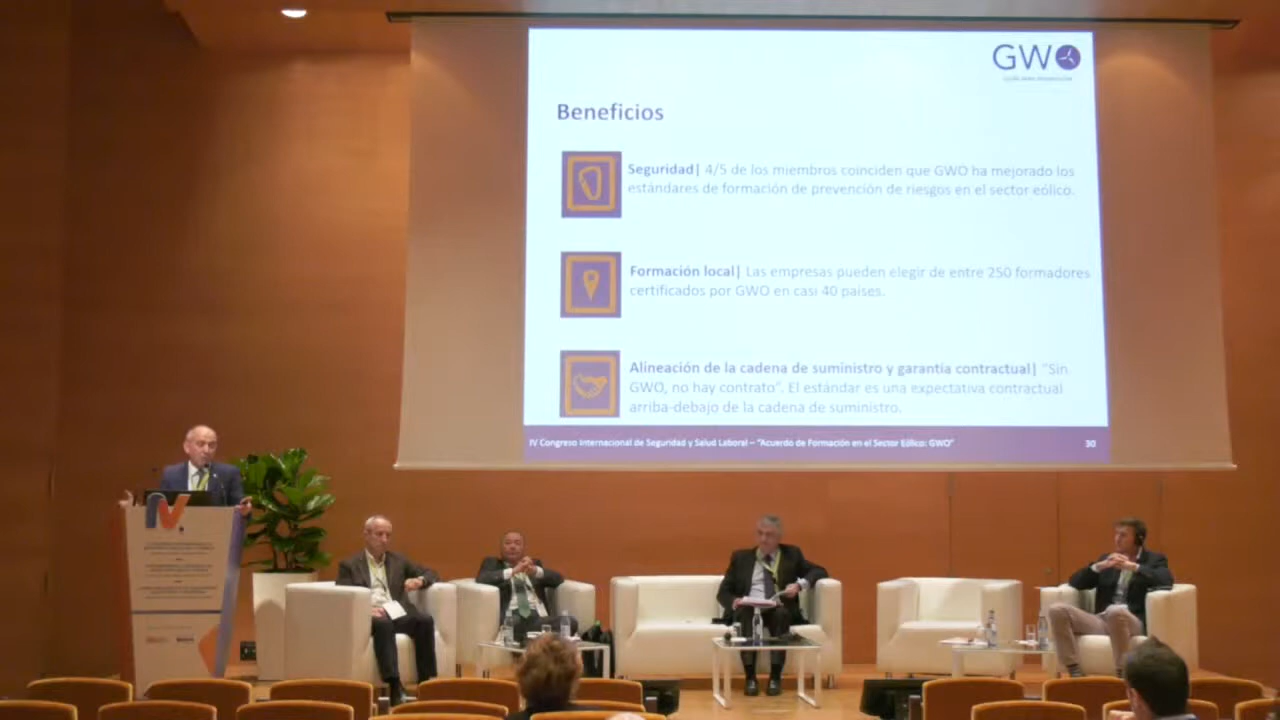 GWO
Beneficios
Seguridad| 4/5 de los miembros coinciden que GWO ha mejorado los
estándares de formación de prevención de riesgos en el sector eólico.
Formación local| Las empresas pueden elegir de entre 250 formadores
certificados por GWO en casi 40 países.
Alineación de la cadena de suministro y garantía contractual| "Sin
GWO, no hay contrato". El estándar es una expectativa contractual
arriba-debajo de la cadena de suministro.
IV Congreso Internacional de Seguridad y Salud Laboral – "Acuerdo de Formación en el Sector Eólico: GWO" 30
IV